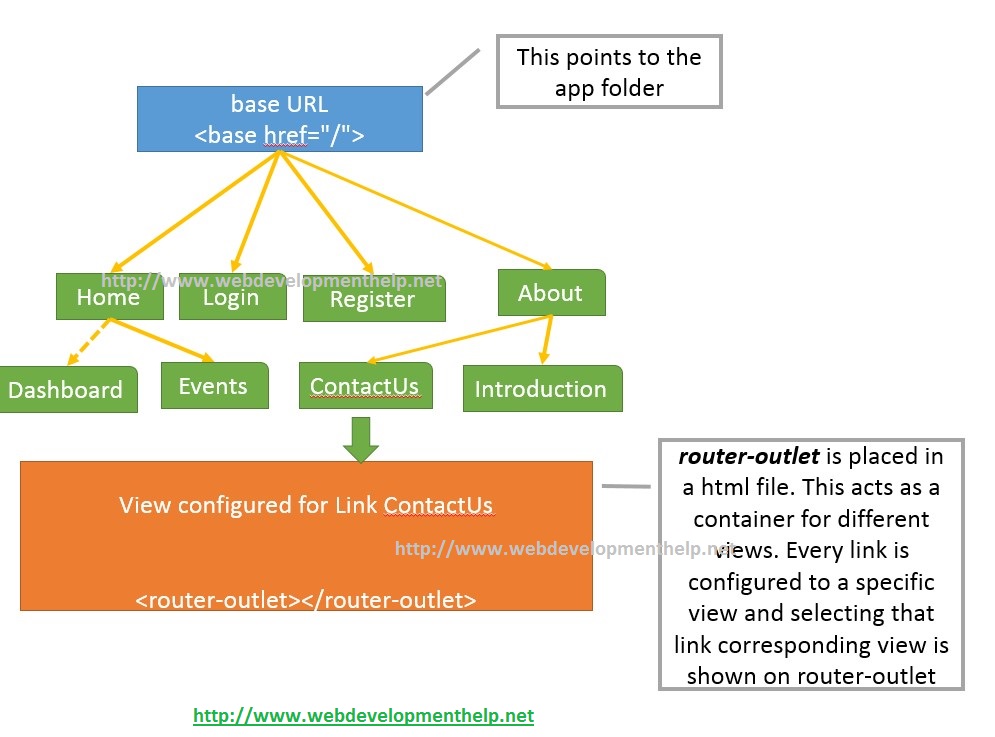 This points to the
app folder
base URL
<base href="/">
http://www.webdevelopmenthelp.net
Home
Login
Register
About
Dashboard
Events
ContactUs
Introduction
View configured for Link ContactUs
http://www.webdevelopmenthelp.net
<router-outlet></router-outlet>
router-outlet is placed in
a html file. This acts as a
container for different
views. Every link is
configured to a specific
view and selecting that
link corresponding view is
shown on router-outlet
http://www.webdevelopmenthelp.net